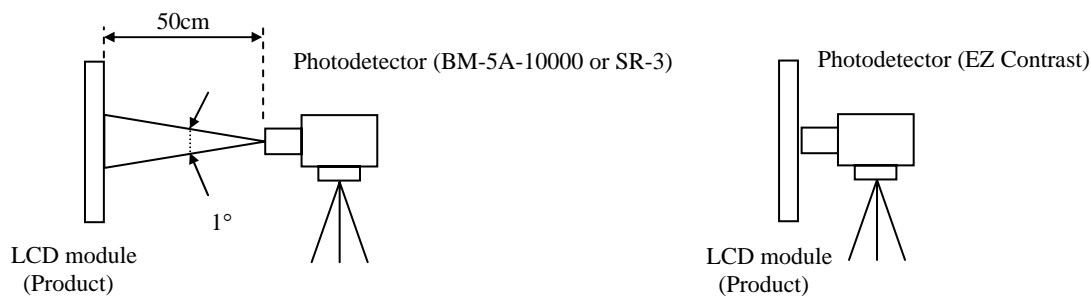 50cm
Photodetector (BM-5A-10000 or SR-3)
1°
LCD module
(Product)
Photodetector (EZ Contrast)
LCD module
(Product)